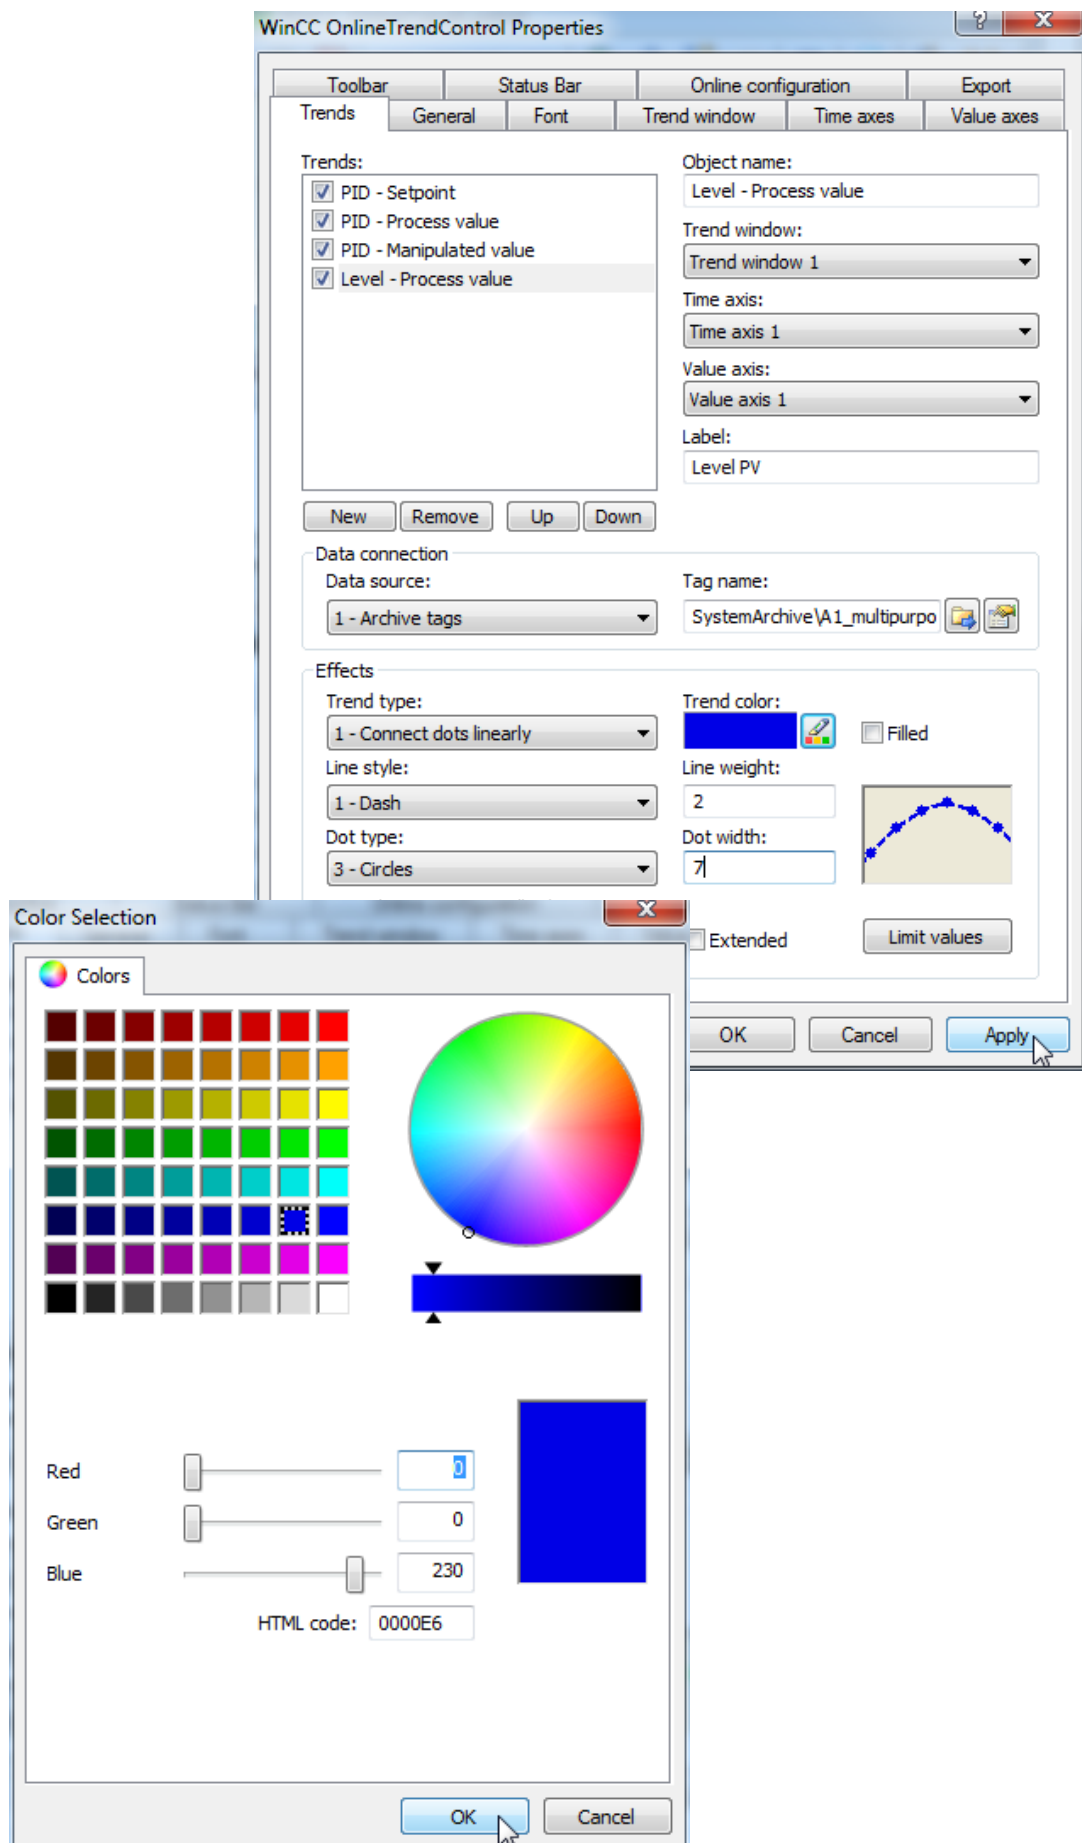 WinCC OnlineTrendControl Properties
?
Toolbar Status Bar Online configuration Export
Trends General Font Trend window Time axes Value axes
Trends:
PID - Setpoint
PID - Process value
PID - Manipulated value
Level - Process value
New Remove Up Down
Object name:
Level - Process value
Trend window:
Trend window 1
Time axis:
Time axis 1
Value axis:
Value axis 1
Label:
Level PV
Data connection
Data source:
1 - Archive tags
Tag name:
SystemArchive\A1_multipurpo
Effects
Trend type:
1 - Connect dots linearly
Trend color:
Filled
Line style:
1 - Dash
Line weight:
2
Dot type:
3 - Circles
Dot width:
7
Extended
Limit values
OK Cancel Apply
Color Selection
Colors
Red 0
Green 0
Blue 230
HTML code: 0000E6
OK Cancel